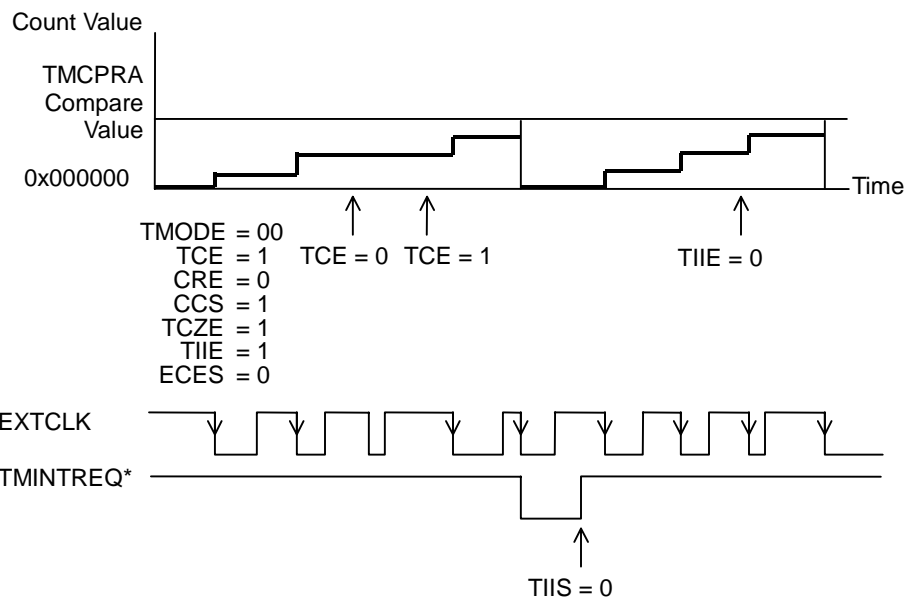 Count Value
TMCPRA
Compare
Value
0x000000
Time
TMODE = 00
TCE = 1
CRE = 0
CCS = 1
TCZE = 1
TIIE = 1
ECES = 0
TCE = 0
TCE = 1
TIIE = 0
EXTCLK
TMINTREQ*
TIIS = 0